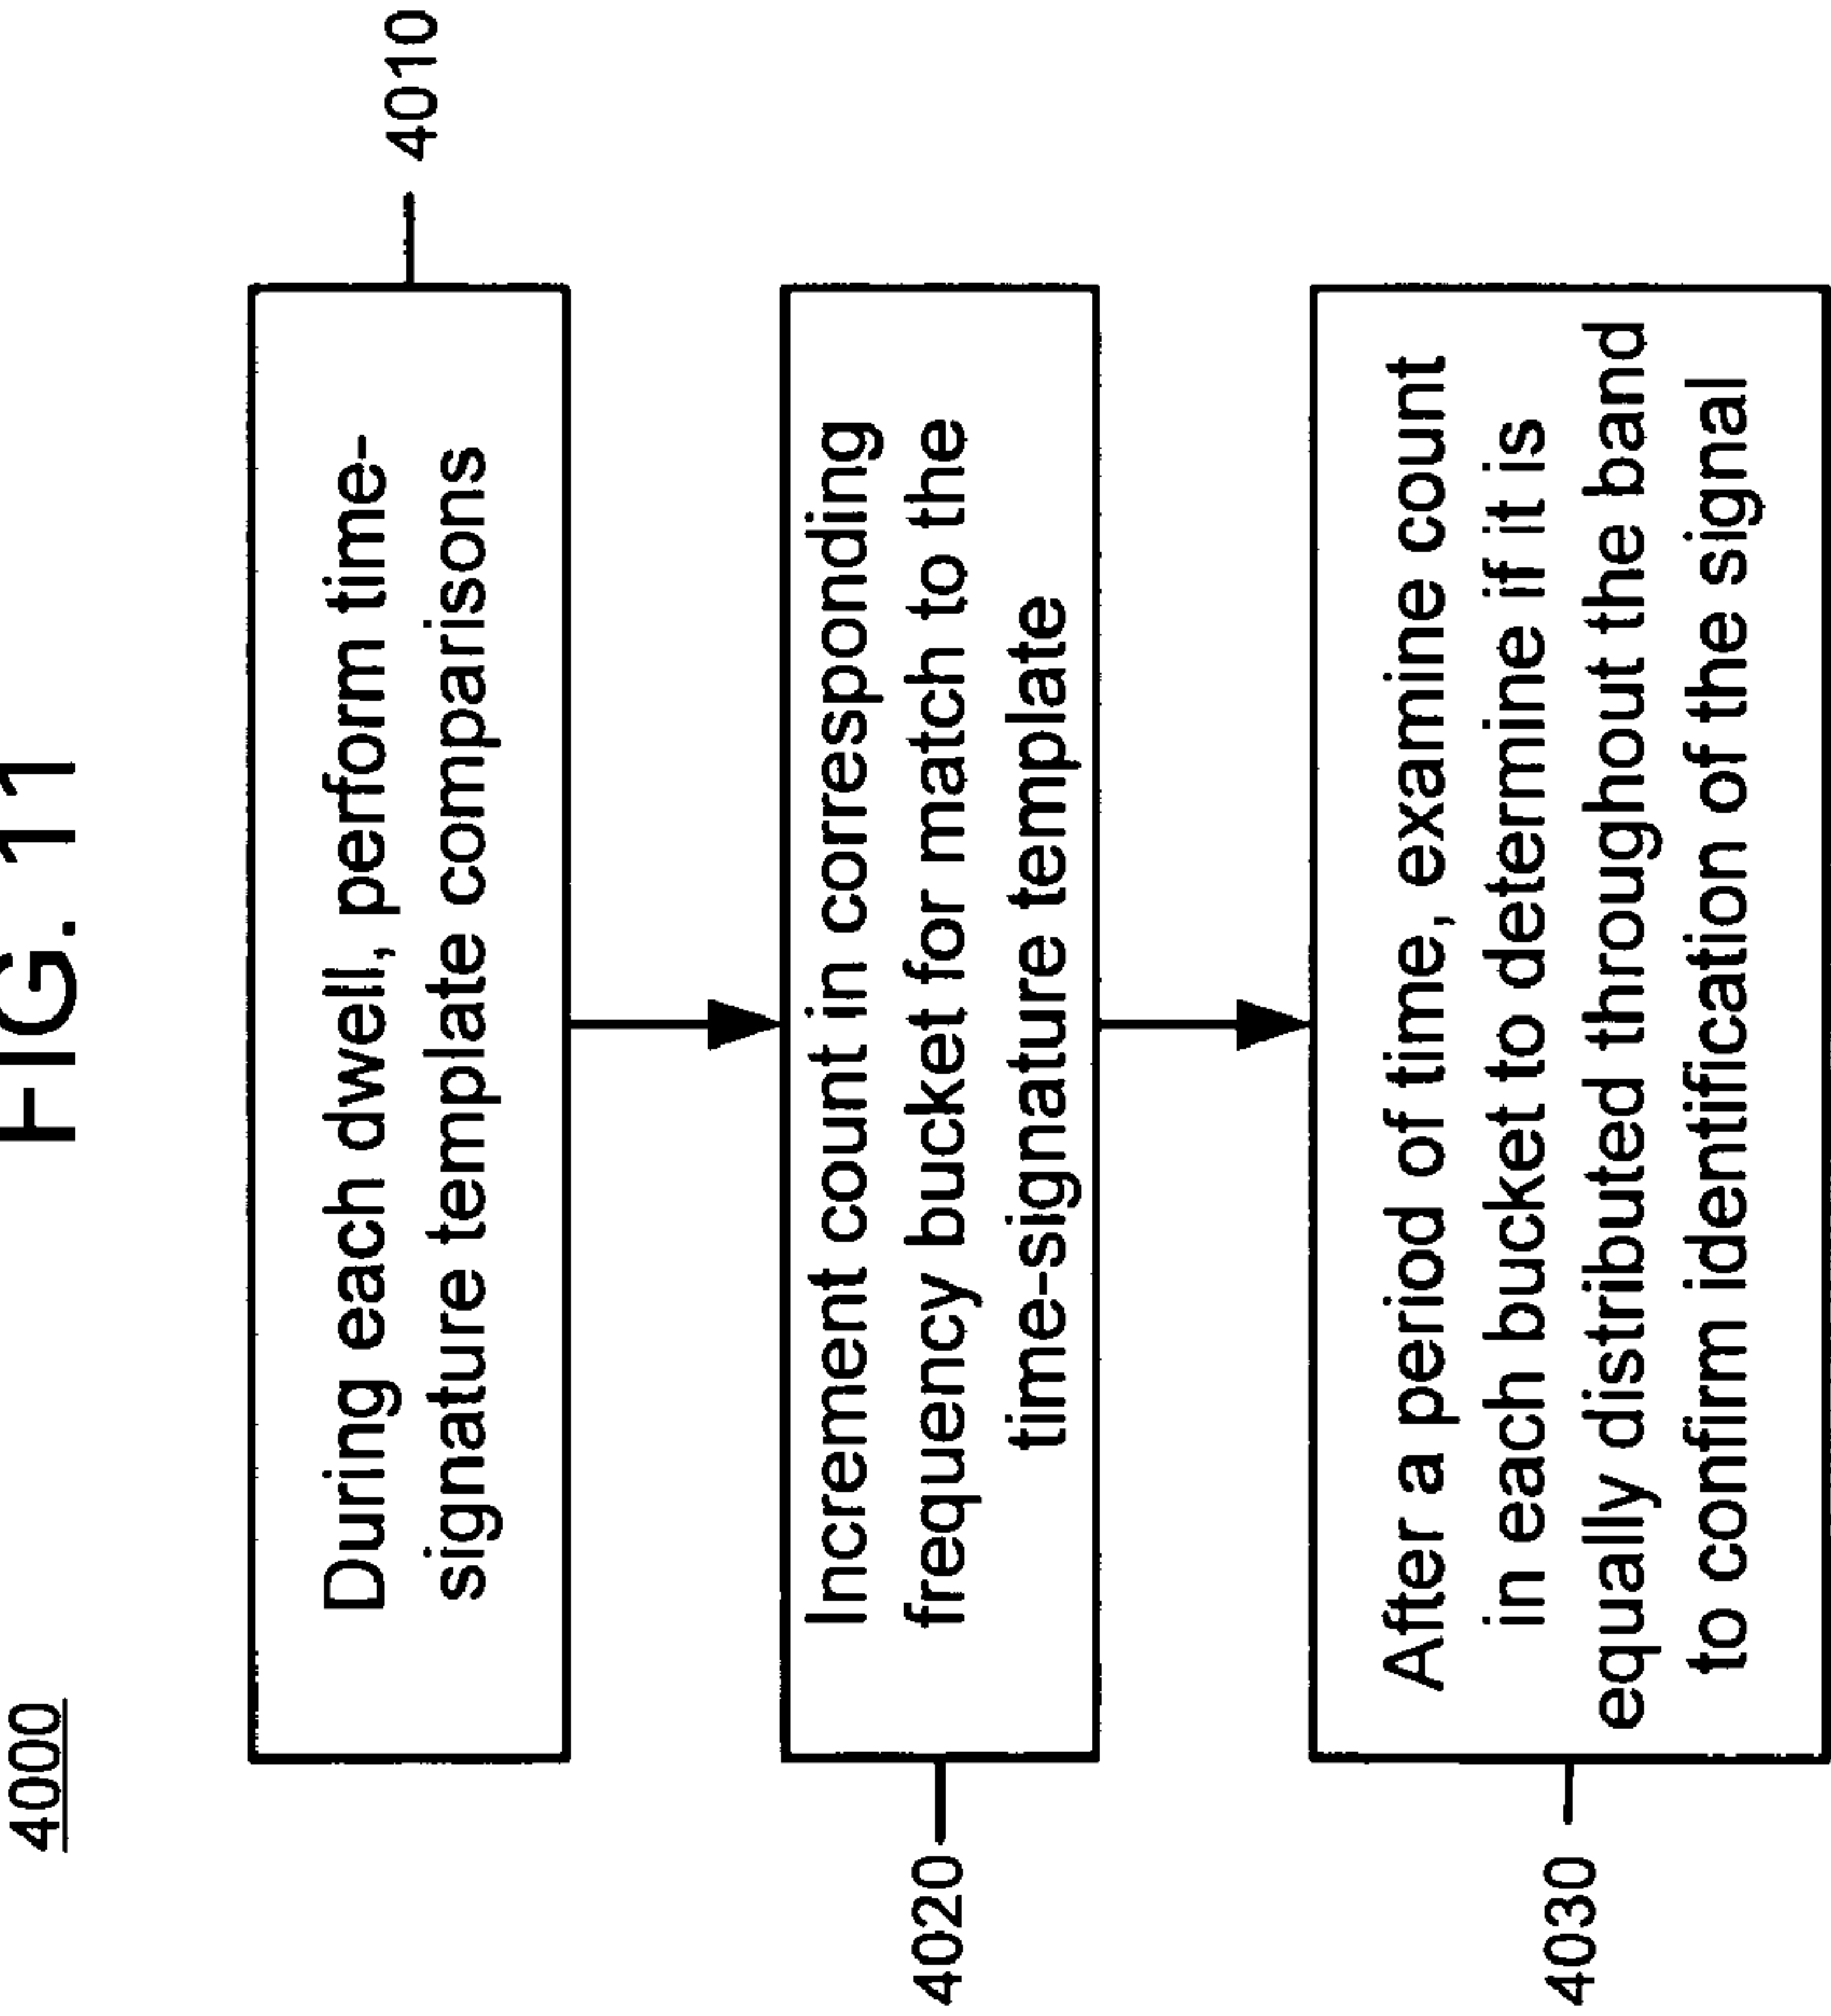 FIG. 11
4000
During each dwell, perform time-
signature template comparisons
4010
Increment count in corresponding
frequency bucket for match to the
time-signature template
4020
After a period of time, examine count
in each bucket to determine if it is
equally distributed throughout the band
to confirm identification of the signal
4030